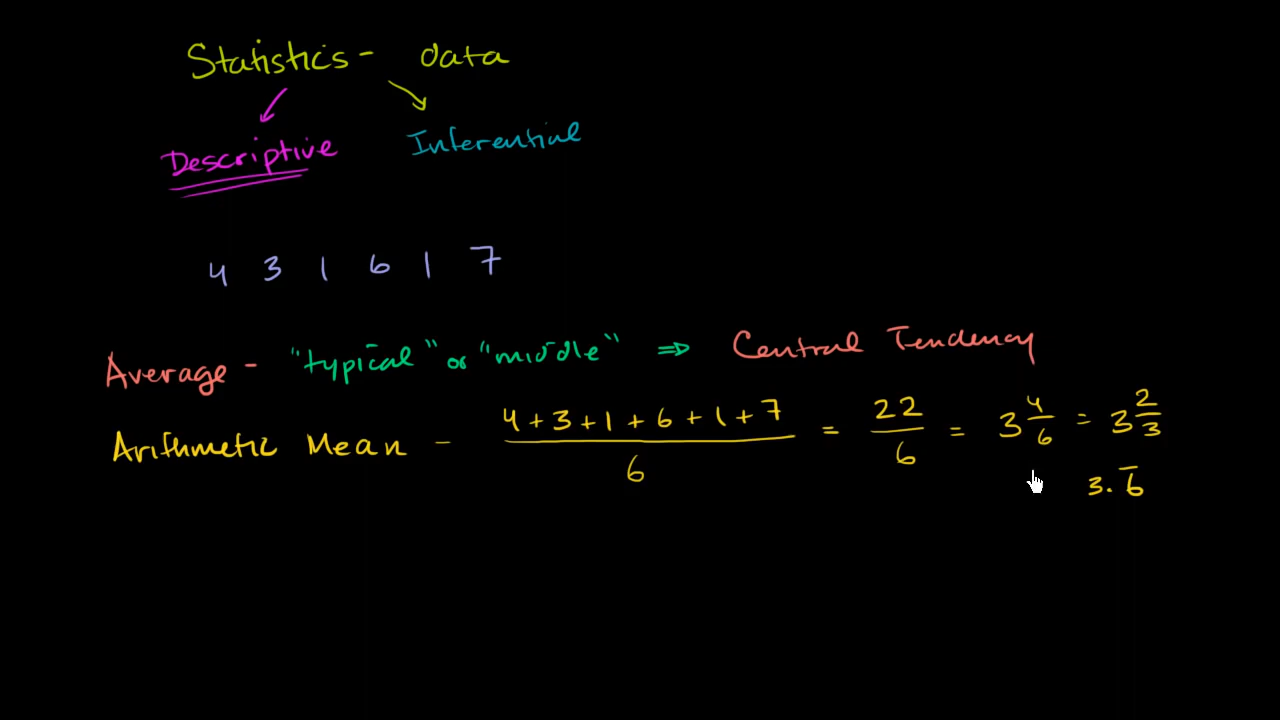 Statistics - data
Descriptive Inferential
4 3 1 6 1 7
Average - "typical" or "middle" ⇒ Central Tendency
Arithmetic Mean - (4+3+1+6+1+7)/6 = 22/6 = 3 4/6 = 3 2/3
3.6̅